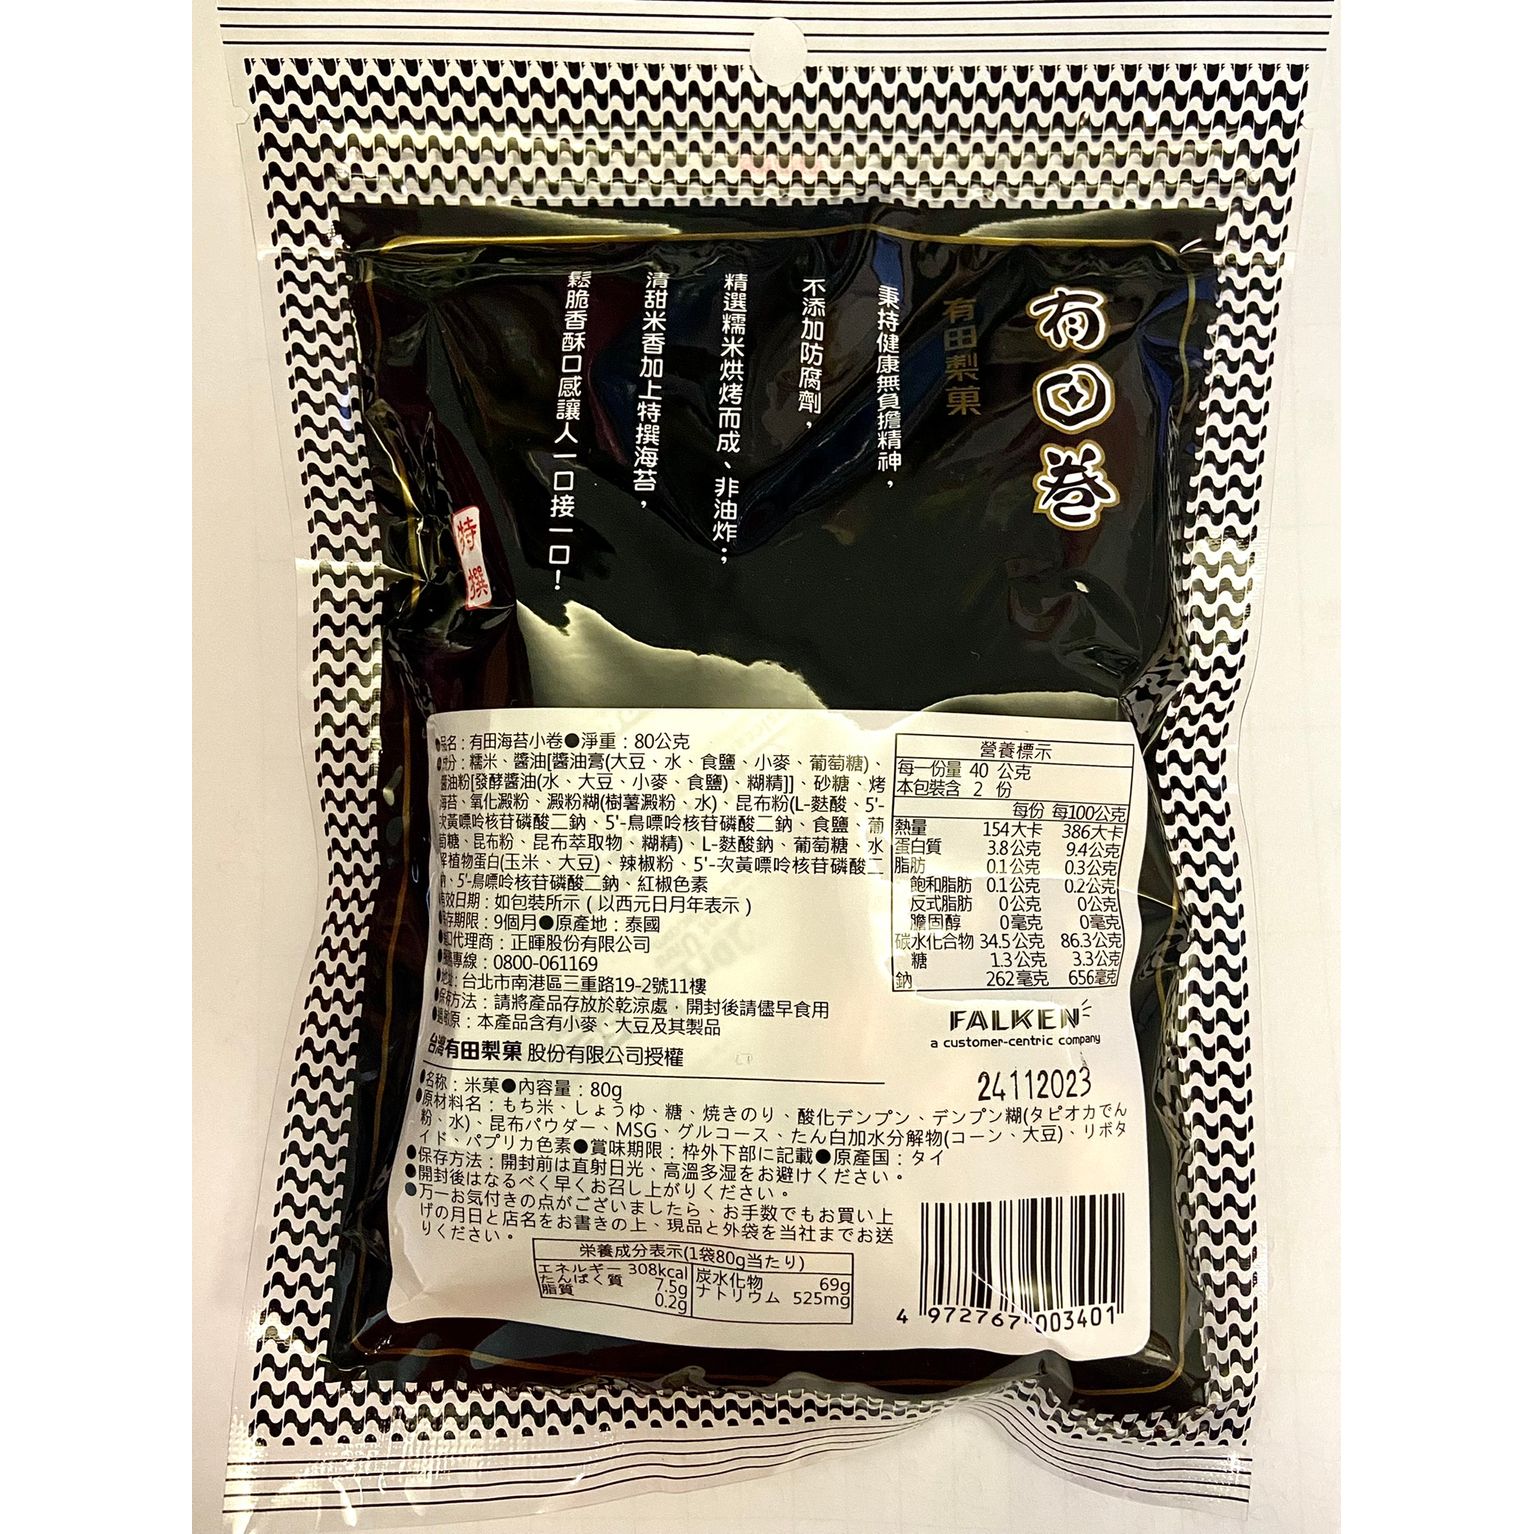 有田卷
有田製菓
秉持健康無負擔精神，
不添加防腐劑，
精選糯米烘烤而成、非油炸；
清甜米香加上特撰海苔，
鬆脆香酥口感讓人一口接一口！
特撰
品名：有田海苔小卷●淨重：80公克
成分：糯米、醬油[醬油膏(大豆、水、食鹽、小麥、葡萄糖)、
醬油粉[發酵醬油(水、大豆、小麥、食鹽)、糊精]]、砂糖、烤
海苔、氧化澱粉、澱粉糊(樹薯澱粉、水)、昆布粉(L-麩酸、5'-
次黃嘌呤核苷磷酸二鈉、5'-鳥嘌呤核苷磷酸二鈉、食鹽、葡
萄糖、昆布粉、昆布萃取物、糊精)、L-麩酸鈉、葡萄糖、水
解植物蛋白(玉米、大豆)、辣椒粉、5'-次黃嘌呤核苷磷酸二
鈉、5'-鳥嘌呤核苷磷酸二鈉、紅椒色素
有效日期：如包裝所示（以西元日月年表示）
保存期限：9個月●原產地：泰國
進口代理商：正暉股份有限公司
服務專線：0800-061169
地址：台北市南港區三重路19-2號11樓
保存方法：請將產品存放於乾涼處，開封後請儘早食用
過敏原：本產品含有小麥、大豆及其製品
台灣有田製菓 股份有限公司授權
營養標示
每一份量 40 公克
本包裝含 2 份
每份 每100公克
熱量 154大卡 386大卡
蛋白質 3.8公克 9.4公克
脂肪 0.1公克 0.3公克
飽和脂肪 0.1公克 0.2公克
反式脂肪 0公克 0公克
膽固醇 0毫克 0毫克
碳水化合物 34.5公克 86.3公克
糖 1.3公克 3.3公克
鈉 262毫克 656毫克
FALKEN
a customer-centric company
24112023
●名称：米菓●內容量：80g
●原材料名：もち米、しょうゆ、糖、焼きのり、酸化デンプン、デンプン糊(タピオカでん
粉、水)、昆布パウダー、MSG、グルコース、たん白加水分解物(コーン、大豆)、リボタ
イド、パプリカ色素●賞味期限：枠外下部に記載●原產国：タイ
●保存方法：開封前は直射日光、高溫多湿をお避けください。
●開封後はなるべく早くお召し上がりください。
●万一お気付きの点がございましたら、お手数でもお買い上
げの月日と店名をお書きの上、現品と外袋を当社までお送
りください。
栄養成分表示(1袋80g当たり)
エネルギー 308kcal 炭水化物 69g
たんぱく質 7.5g ナトリウム 525mg
脂質 0.2g
4 972767 003401